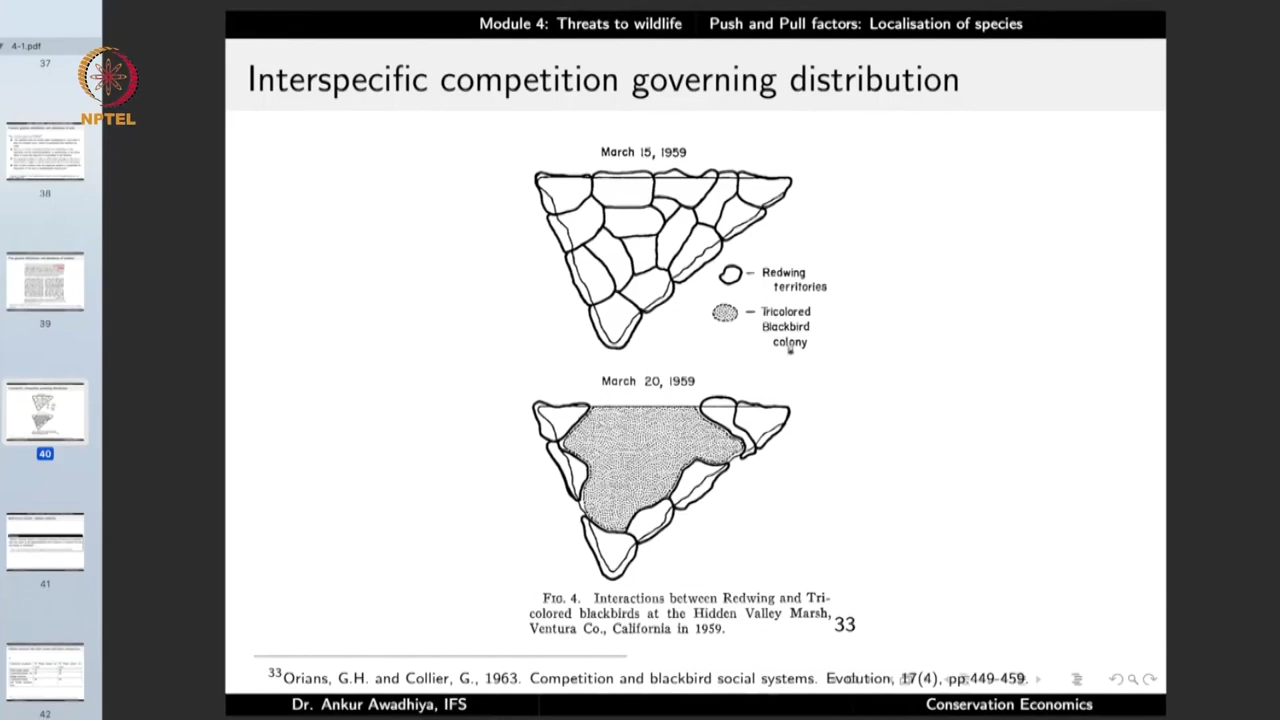 Module 4: Threats to wildlife Push and Pull factors: Localisation of species
4-1.pdf
37
NPTEL
38
39
40
41
42
Interspecific competition governing distribution
March 15, 1959
Redwing
territories
Tricolored
Blackbird
colony
March 20, 1959
FIG. 4. Interactions between Redwing and Tri-
colored blackbirds at the Hidden Valley Marsh,
Ventura Co., California in 1959.
33
33Orians, G.H. and Collier, G., 1963. Competition and blackbird social systems. Evolution, 17(4), pp.449-459.
Dr. Ankur Awadhiya, IFS Conservation Economics